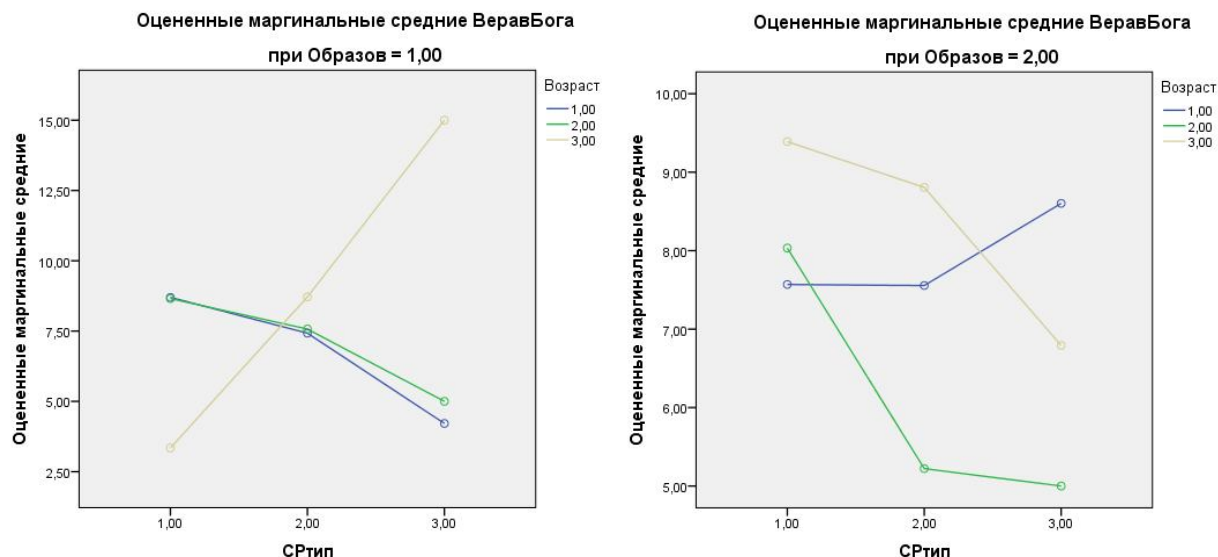 Оцененные маргинальные средние ВеравБога
при Образов = 1,00
Возраст
1,00
2,00
3,00
Оцененные маргинальные средние
15,00
12,50
10,00
7,50
5,00
2,50
1,00
2,00
3,00
СРтип
Оцененные маргинальные средние ВеравБога
при Образов = 2,00
Возраст
1,00
2,00
3,00
Оцененные маргинальные средние
10,00
9,00
8,00
7,00
6,00
5,00
1,00
2,00
3,00
СРтип